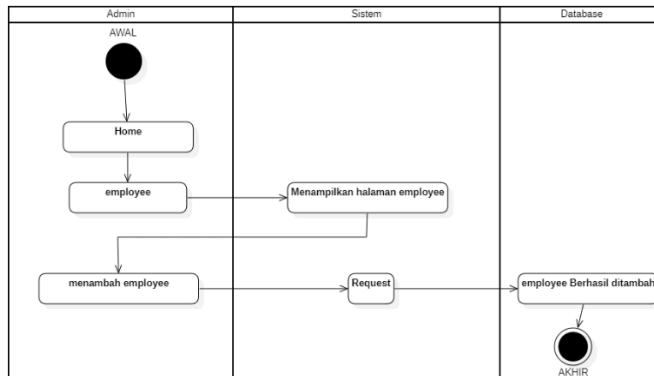 Admin
Sistem
Database
AWAL
Home
employee
Menampilkan halaman employee
menambah employee
Request
employee Berhasil ditambah
AKHIR